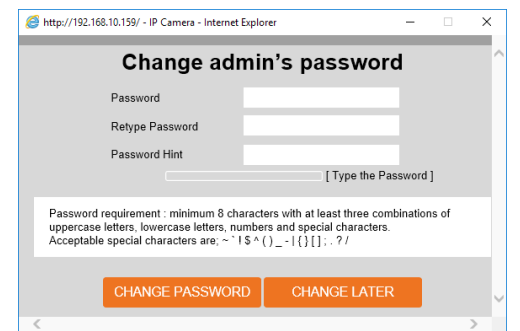 http://192.168.10.159/ - IP Camera - Internet Explorer
Change admin's password
Password
Retype Password
Password Hint
[ Type the Password ]
Password requirement : minimum 8 characters with at least three combinations of
uppercase letters, lowercase letters, numbers and special characters.
Acceptable special characters are; ~ ` ! $ ^ ( ) _ - | { } [ ] ; . ? /
CHANGE PASSWORD
CHANGE LATER